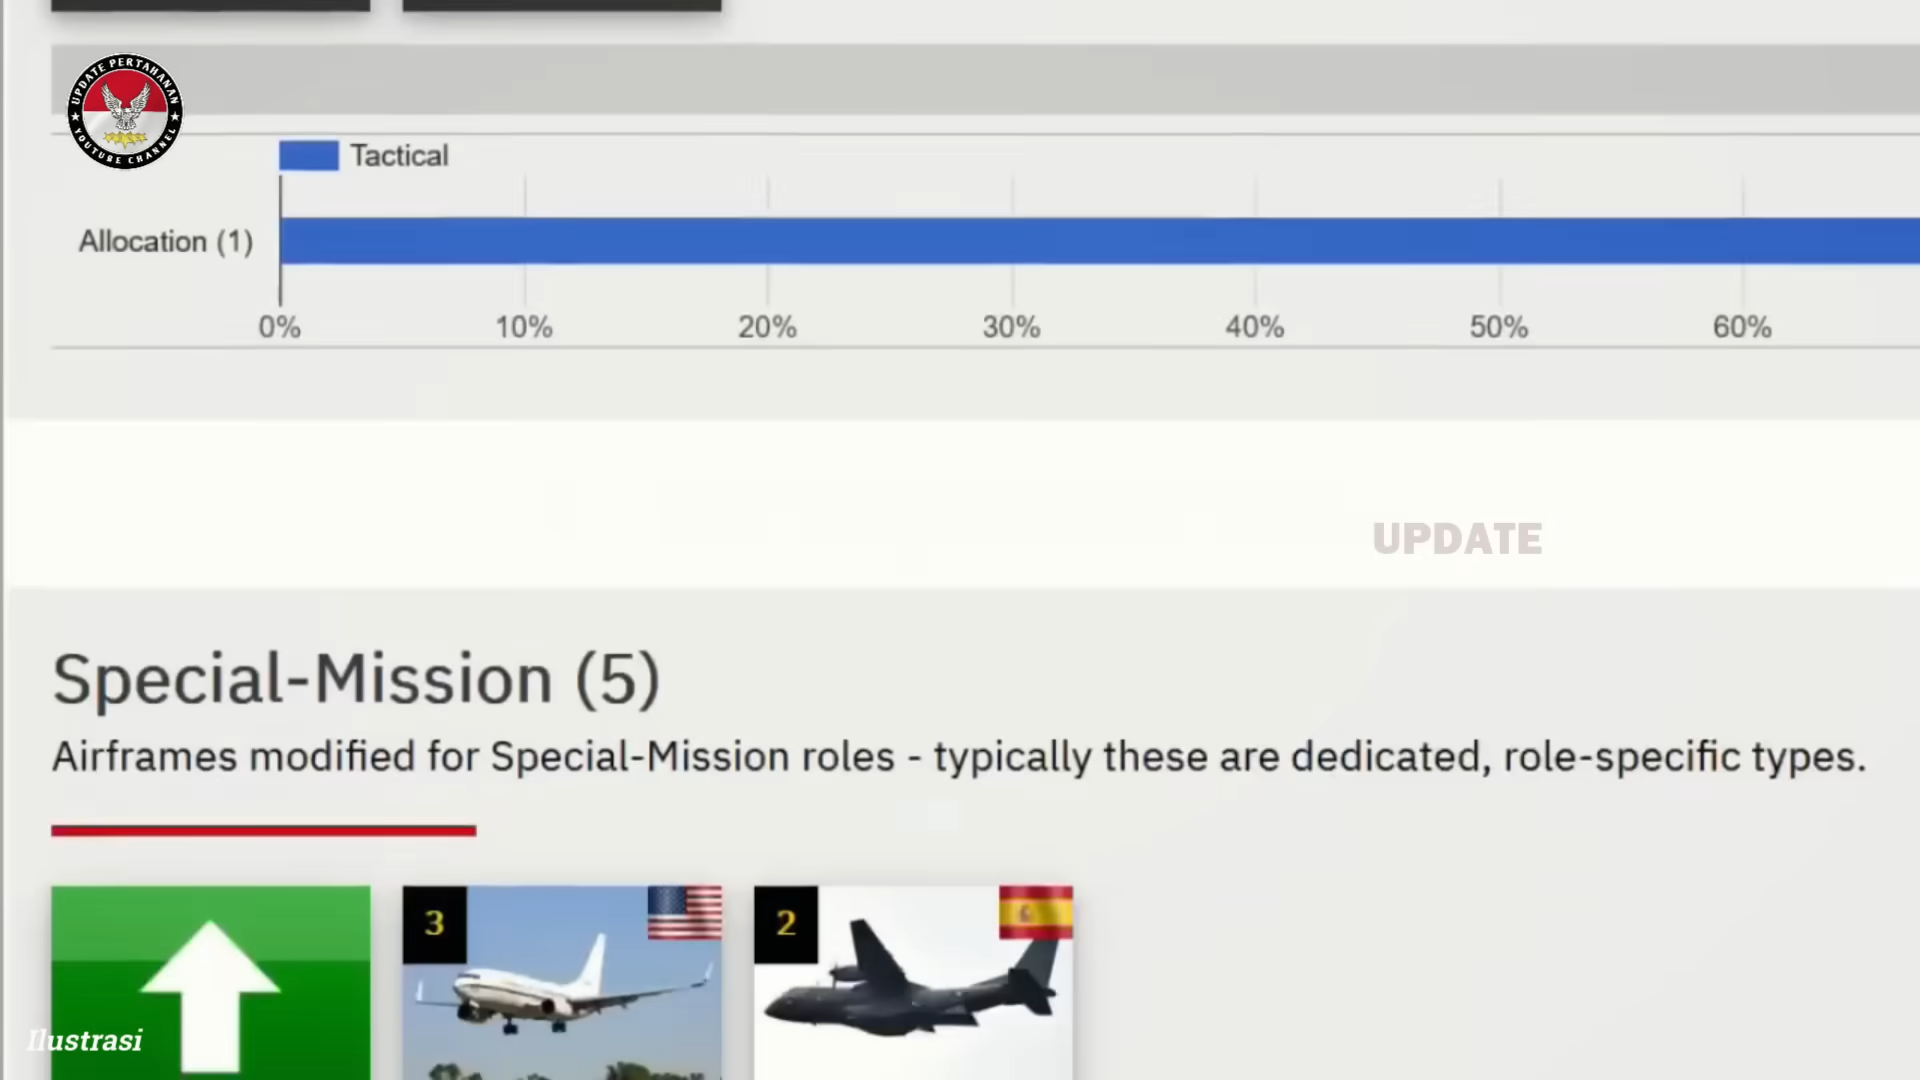 UPDATE PERTAHANAN
YOUTUBE CHANNEL
Tactical
Allocation (1)
0% 10% 20% 30% 40% 50% 60%
UPDATE
Special-Mission (5)
Airframes modified for Special-Mission roles - typically these are dedicated, role-specific types.
3
2
Ilustrasi